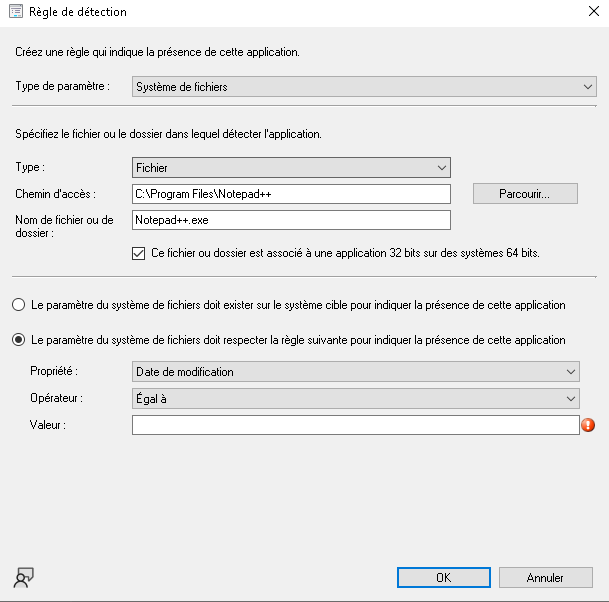 Règle de détection
Créez une règle qui indique la présence de cette application.
Type de paramètre :
Système de fichiers
Spécifiez le fichier ou le dossier dans lequel détecter l'application.
Type :
Fichier
Chemin d'accès :
C:\Program Files\Notepad++
Parcourir...
Nom de fichier ou de
dossier :
Notepad++.exe
Ce fichier ou dossier est associé à une application 32 bits sur des systèmes 64 bits.
Le paramètre du système de fichiers doit exister sur le système cible pour indiquer la présence de cette application
Le paramètre du système de fichiers doit respecter la règle suivante pour indiquer la présence de cette application
Propriété :
Date de modification
Opérateur :
Égal à
Valeur :
OK
Annuler